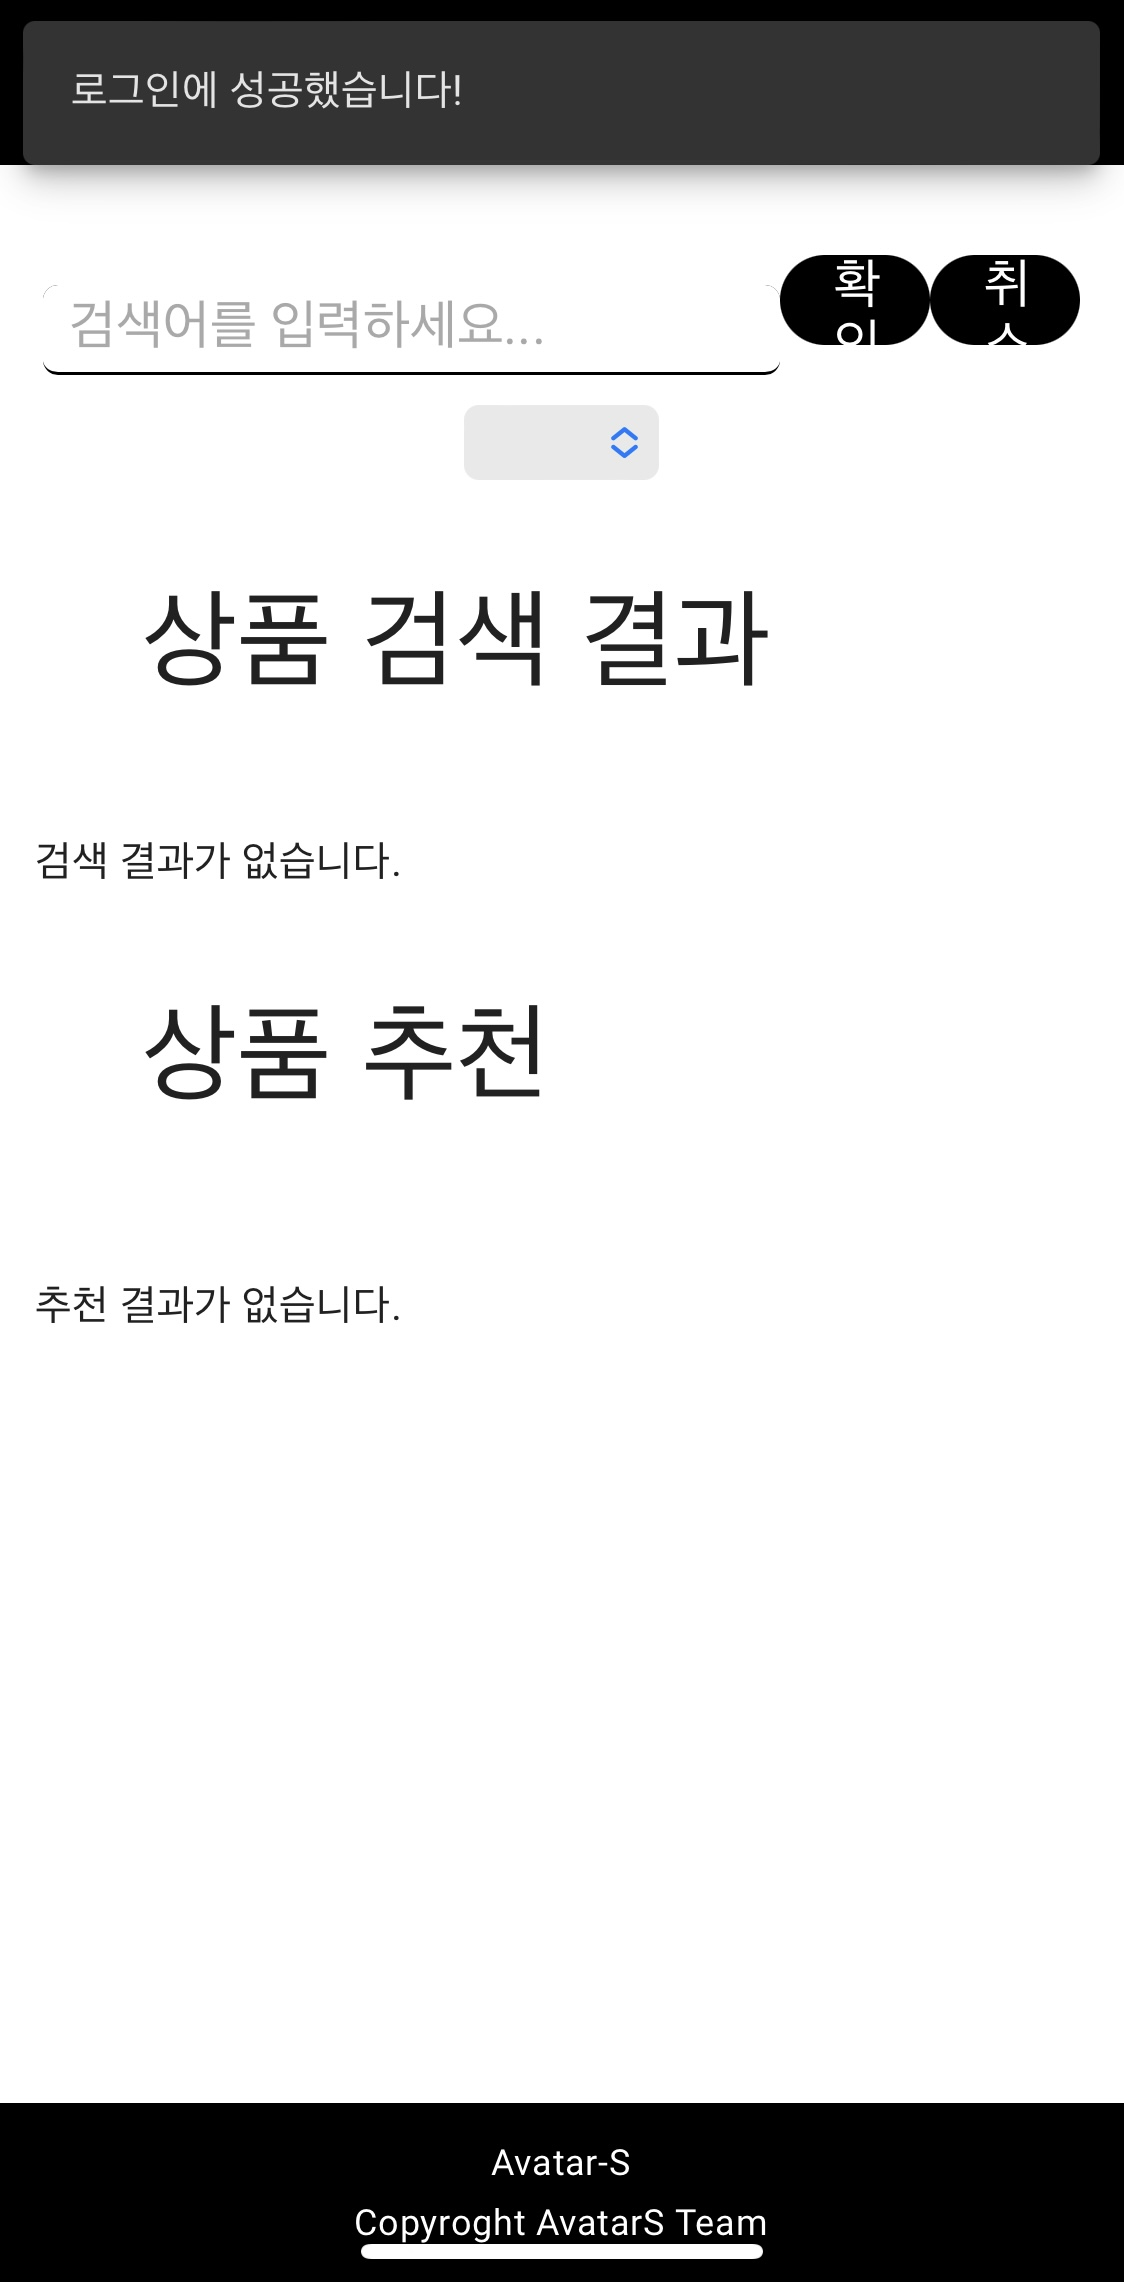 로그인에 성공했습니다!
검색어를 입력하세요...
확인
취소
상품 검색 결과
검색 결과가 없습니다.
상품 추천
추천 결과가 없습니다.
Avatar-S
Copyroght AvatarS Team